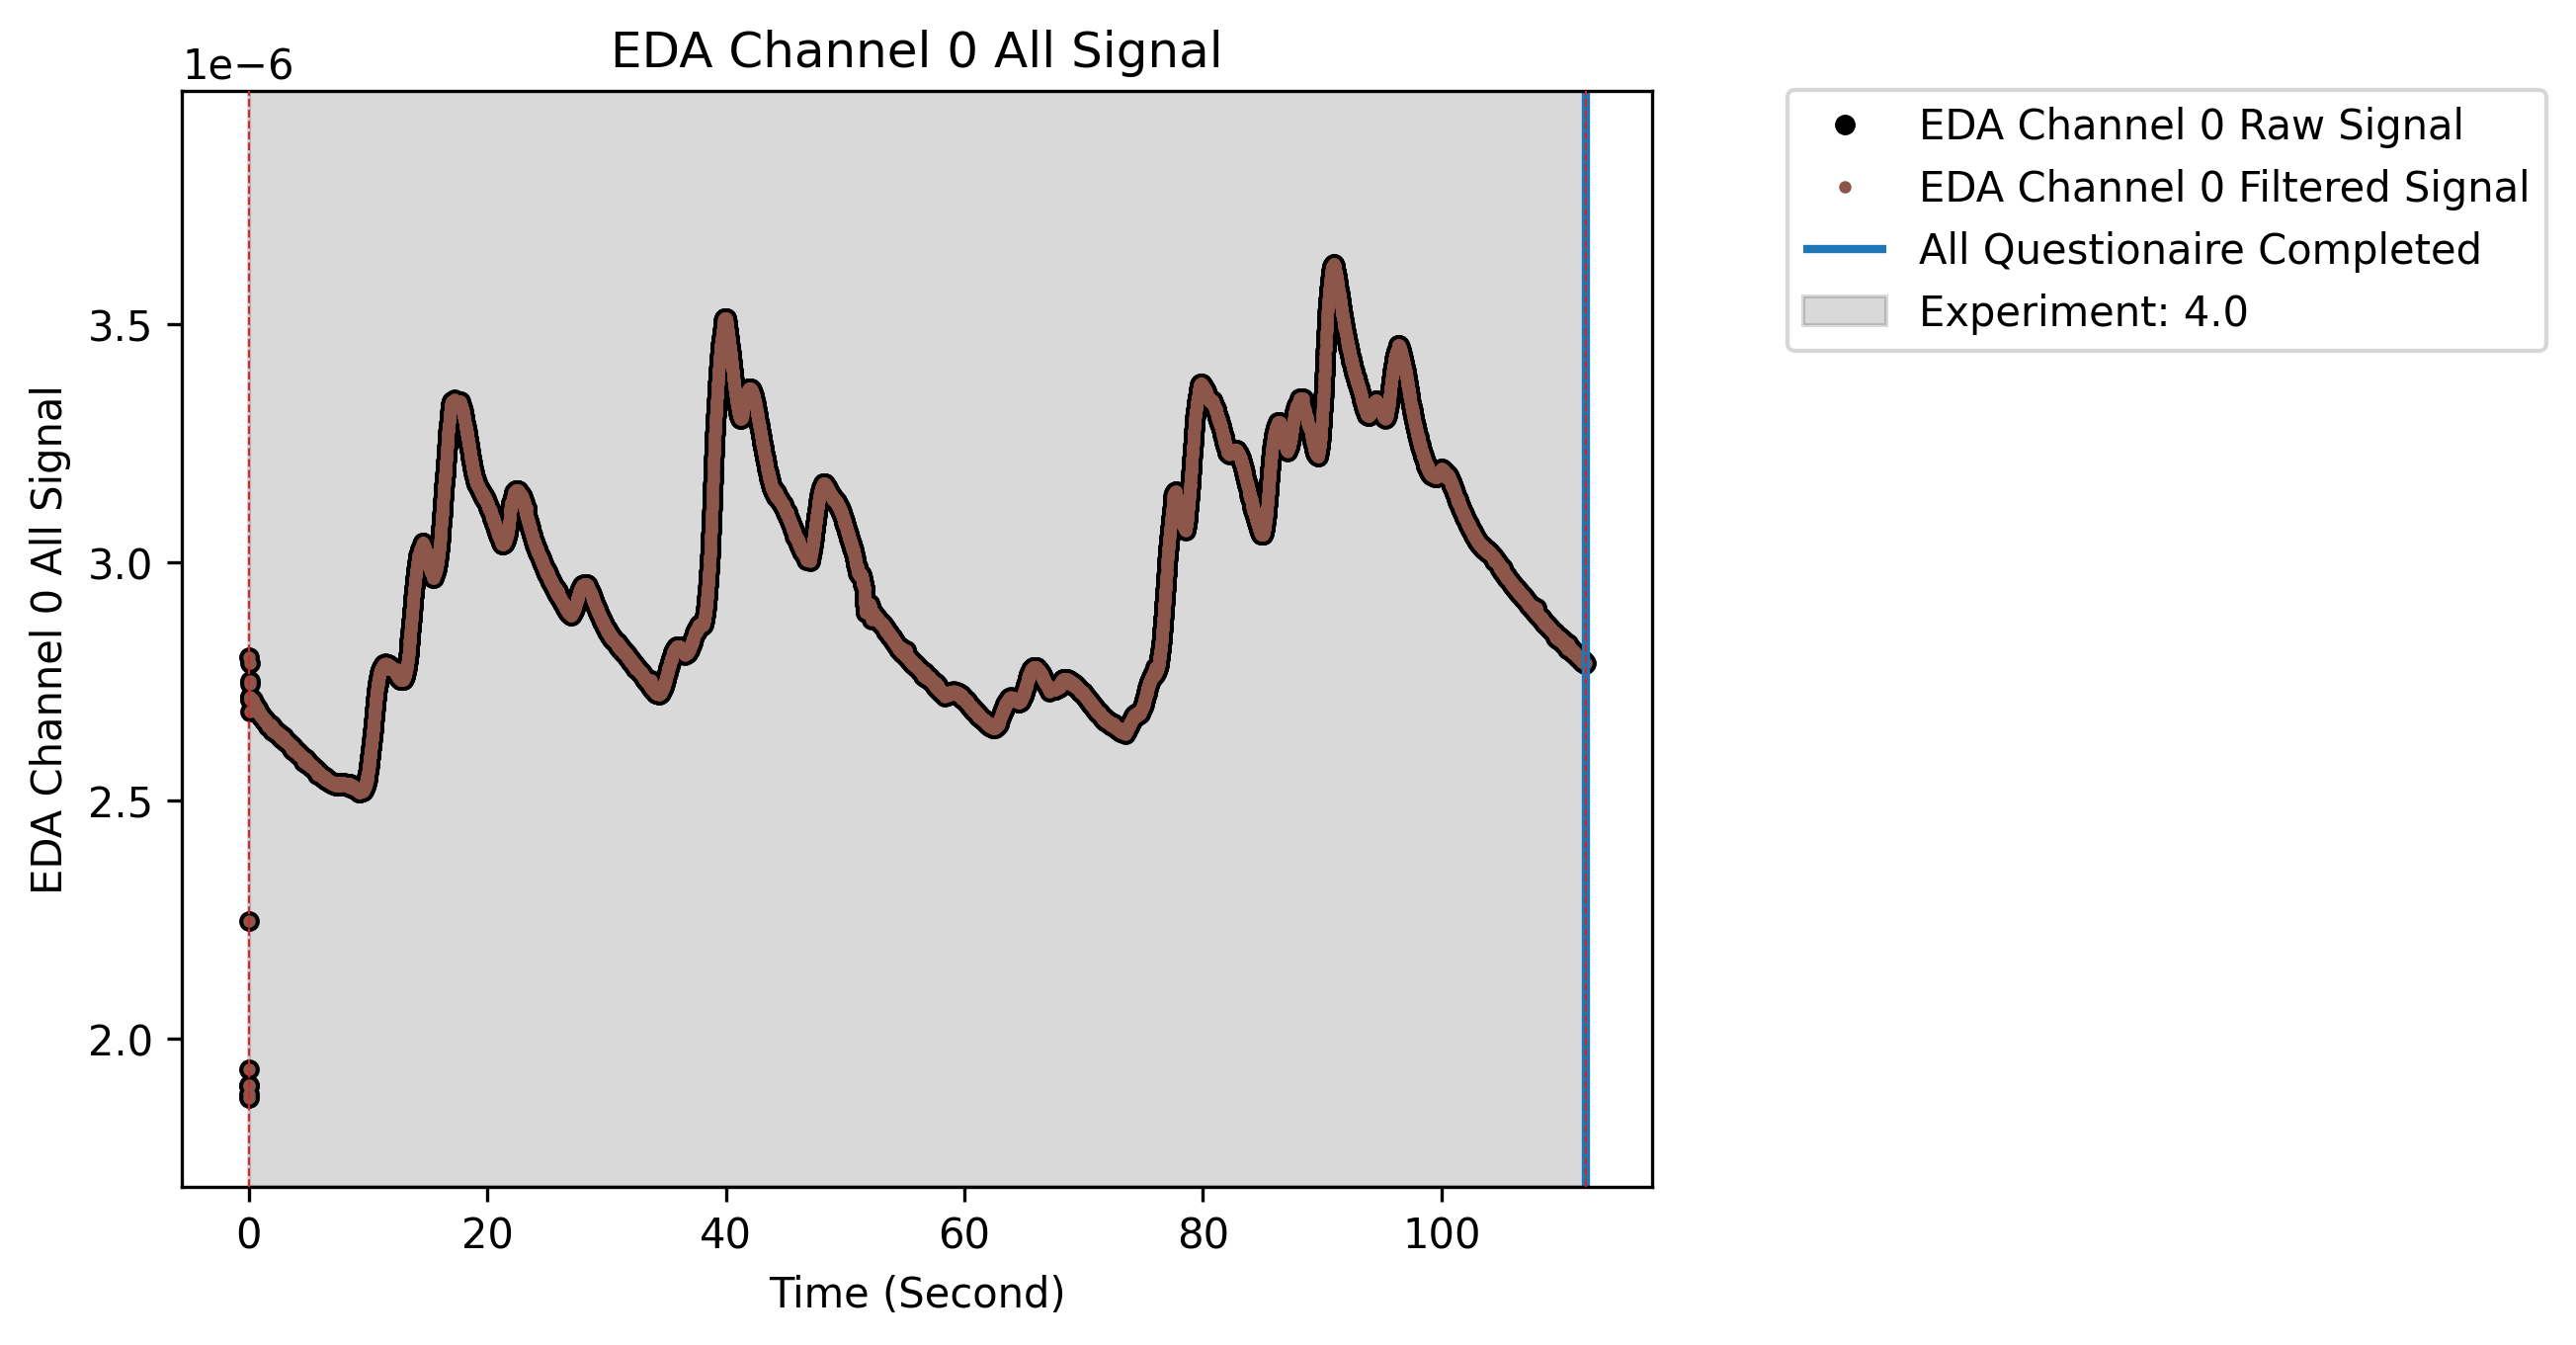 EDA Channel 0 All Signal
1e−6
EDA Channel 0 All Signal
3.5
3.0
2.5
2.0
0 20 40 60 80 100
Time (Second)
EDA Channel 0 Raw Signal
EDA Channel 0 Filtered Signal
All Questionaire Completed
Experiment: 4.0